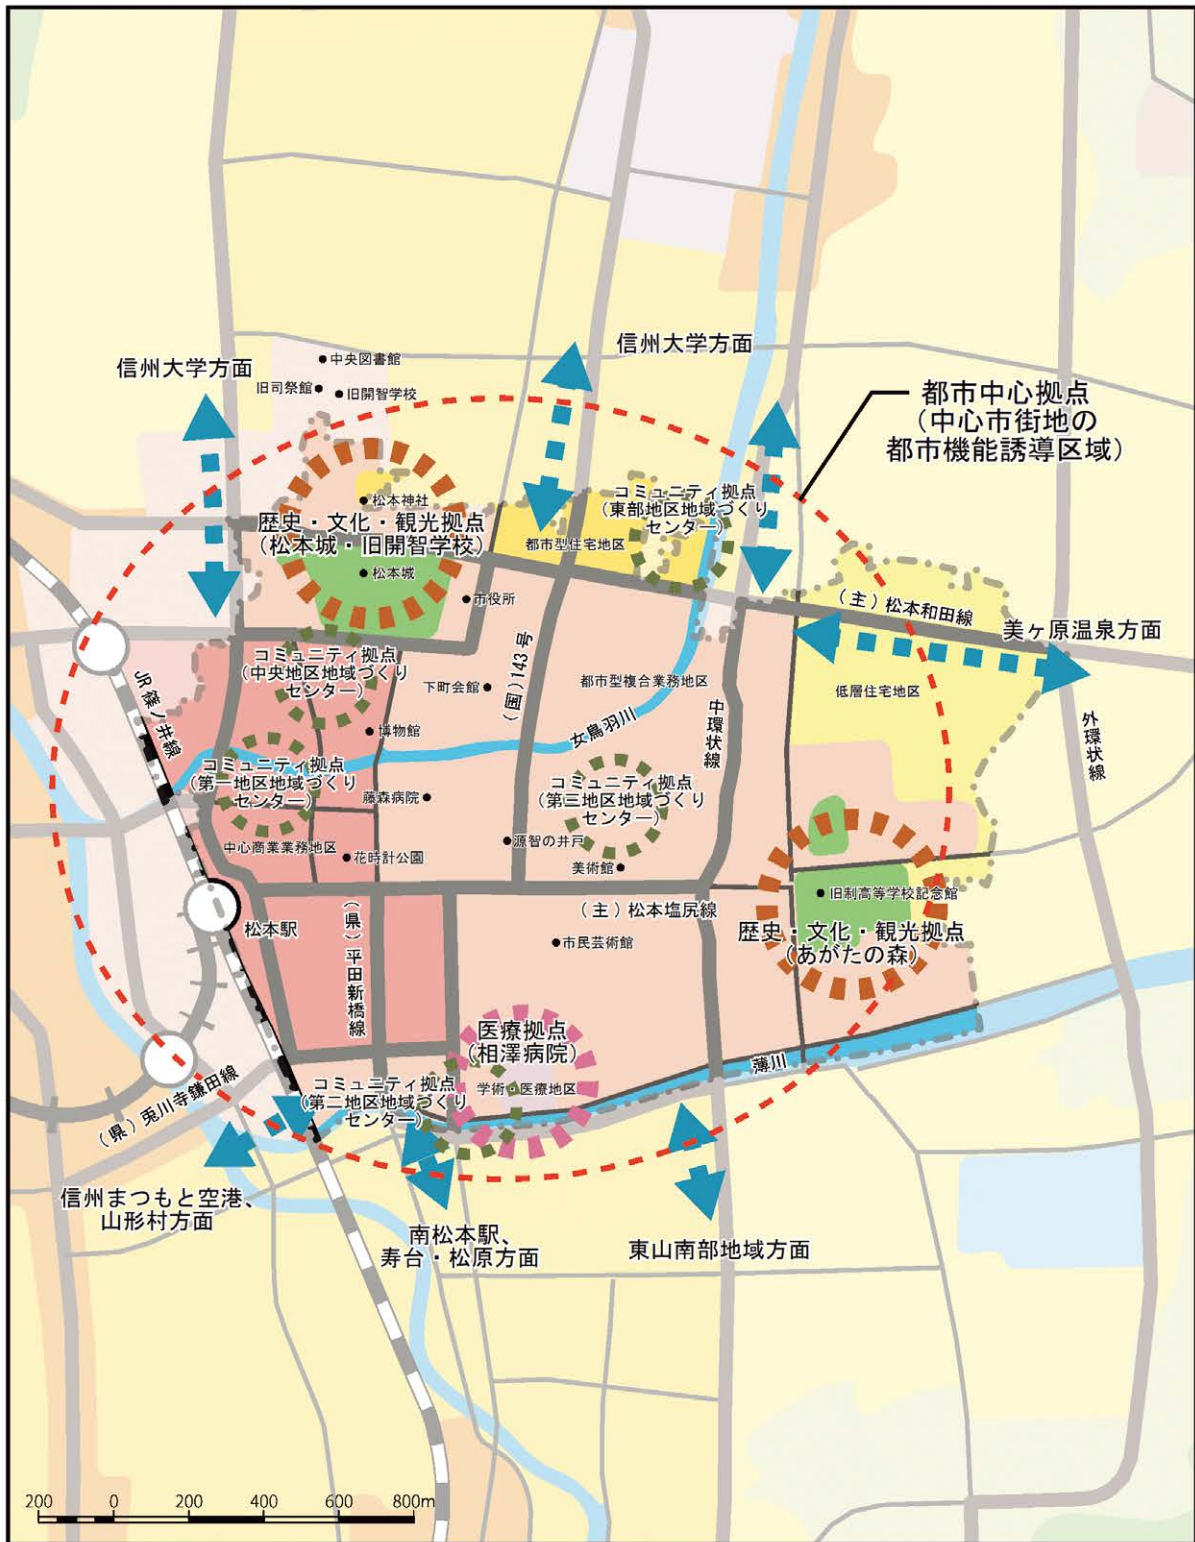 信州大学方面
中央図書館
旧司祭館
旧開智学校
信州大学方面
都市中心拠点
(中心市街地の
都市機能誘導区域)
松本神社
歴史・文化・観光拠点
(松本城・旧開智学校)
松本城
市役所
都市型住宅地区
コミュニティ拠点
(東部地区地域づくり
センター)
(主)松本和田線
美ヶ原温泉方面
低層住宅地区
外環状線
コミュニティ拠点
(中央地区地域づくり
センター)
下町会館
(国)143号
都市型複合業務地区
中環状線
女鳥羽川
JR篠ノ井線
博物館
コミュニティ拠点
(第一地区地域づくり
センター)
藤森病院
コミュニティ拠点
(第三地区地域づくり
センター)
中心商業業務地区
花時計公園
源智の井戸
美術館
旧制高等学校記念館
松本駅
(県)平田新橋線
(主)松本塩尻線
市民芸術館
歴史・文化・観光拠点
(あがたの森)
医療拠点
(相澤病院)
学術・医療地区
薄川
コミュニティ拠点
(第二地区地域づくり
センター)
(県)兎川寺鎌田線
信州まつもと空港、
山形村方面
南松本駅、
寿台・松原方面
東山南部地域方面
200 0 200 400 600 800m